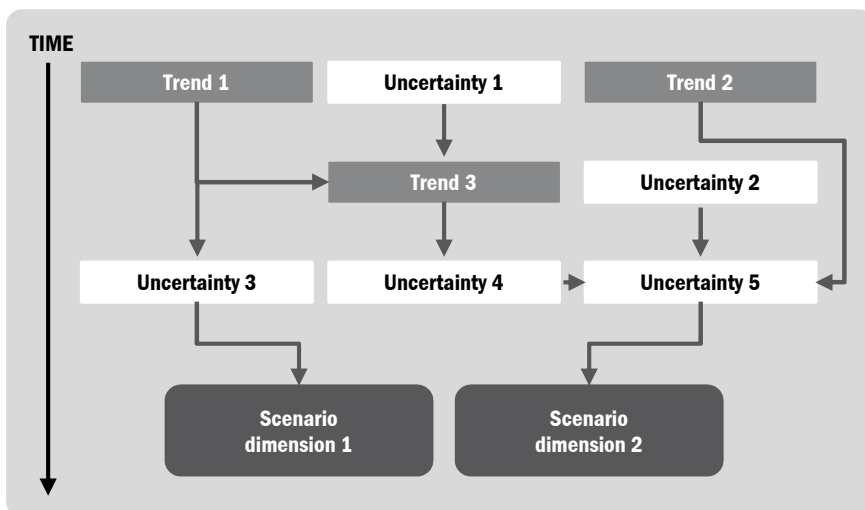 TIME
Trend 1
Uncertainty 1
Trend 2
Trend 3
Uncertainty 2
Uncertainty 3
Uncertainty 4
Uncertainty 5
Scenario
dimension 1
Scenario
dimension 2